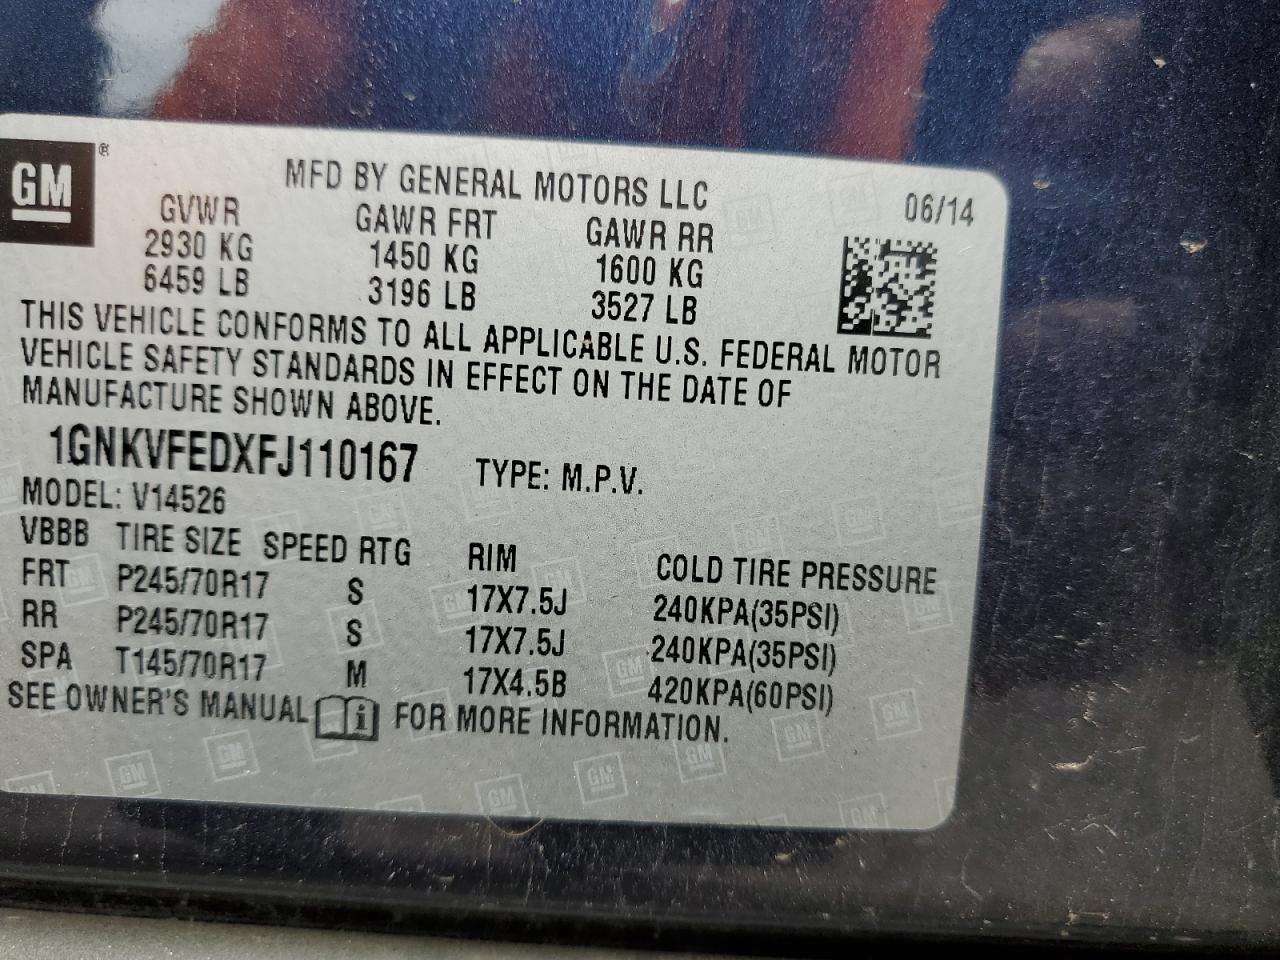 GM®
MFD BY GENERAL MOTORS LLC
06/14
GVWR GAWR FRT GAWR RR
2930 KG 1450 KG 1600 KG
6459 LB 3196 LB 3527 LB
THIS VEHICLE CONFORMS TO ALL APPLICABLE U.S. FEDERAL MOTOR
VEHICLE SAFETY STANDARDS IN EFFECT ON THE DATE OF
MANUFACTURE SHOWN ABOVE.
1GNKVFEDXFJ110167 TYPE: M.P.V.
MODEL: V14526
VBBB TIRE SIZE SPEED RTG RIM COLD TIRE PRESSURE
FRT P245/70R17 S 17X7.5J 240KPA(35PSI)
RR P245/70R17 S 17X7.5J 240KPA(35PSI)
SPA T145/70R17 M 17X4.5B 420KPA(60PSI)
SEE OWNER'S MANUAL i FOR MORE INFORMATION.